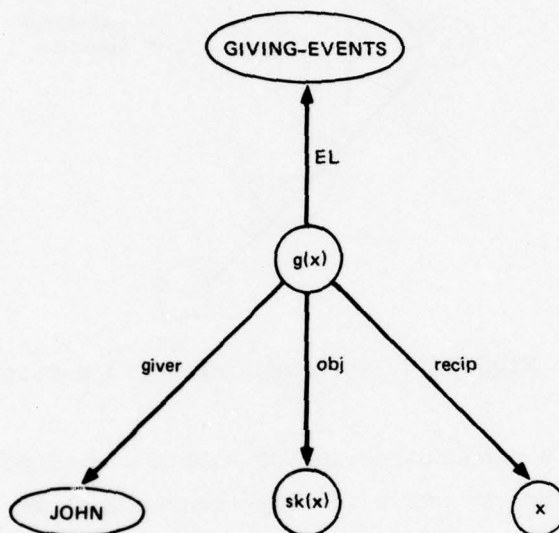 GIVING-EVENTS
EL
g(x)
giver
obj
recip
JOHN
sk(x)
x